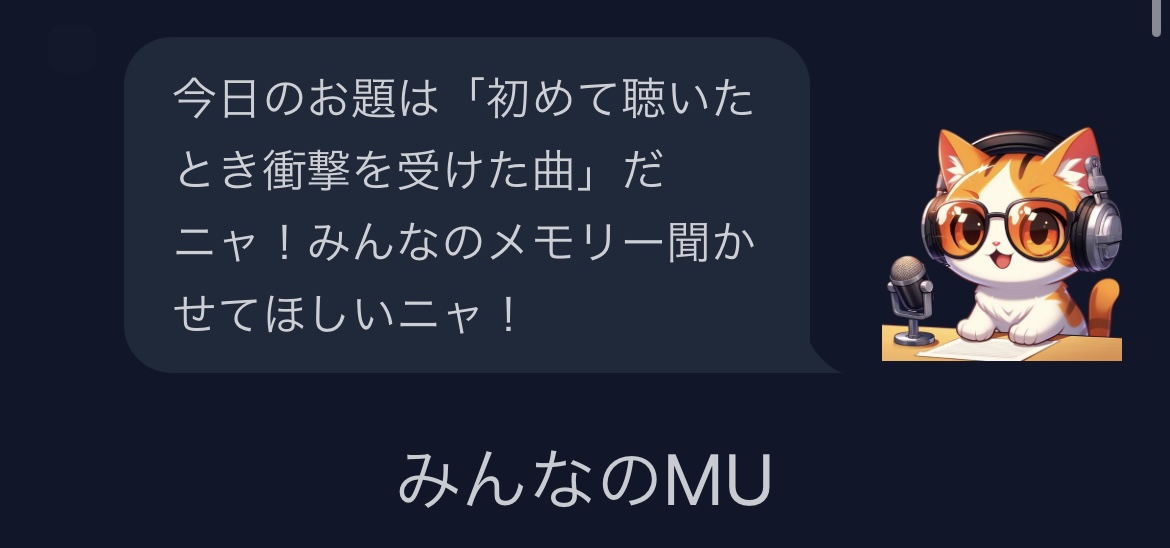 今日のお題は「初めて聴いた
とき衝撃を受けた曲」だ
ニャ！みんなのメモリー聞か
せてほしいニャ！
みんなのMU